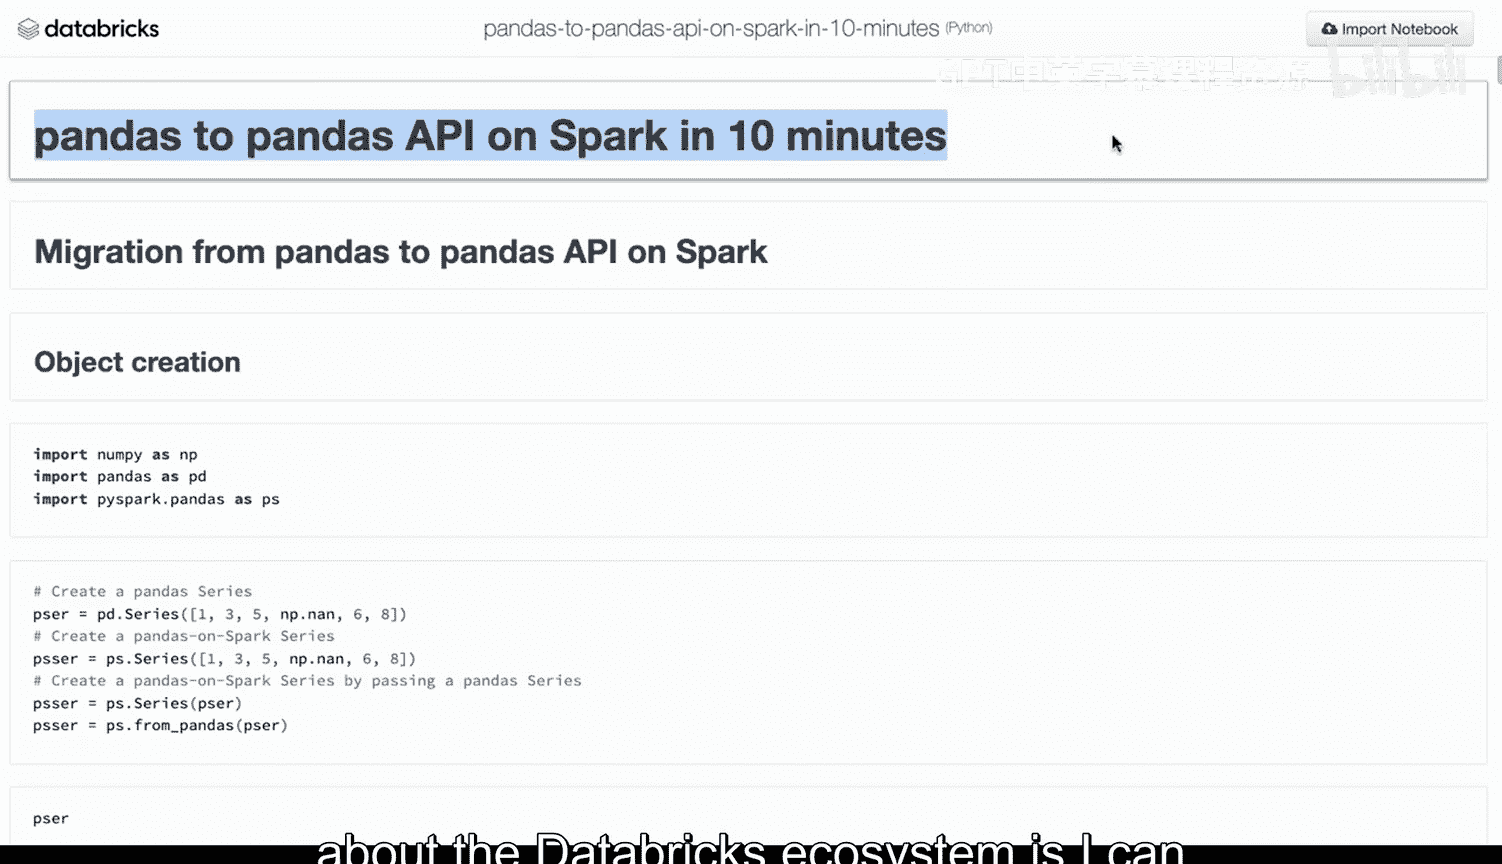 databricks
pandas-to-pandas-api-on-spark-in-10-minutes (Python)
Import Notebook
bilibili
pandas to pandas API on Spark in 10 minutes
Migration from pandas to pandas API on Spark
Object creation
import numpy as np
import pandas as pd
import pyspark.pandas as ps
# Create a pandas Series
pser = pd.Series([1, 3, 5, np.nan, 6, 8])
# Create a pandas-on-Spark Series
psser = ps.Series([1, 3, 5, np.nan, 6, 8])
# Create a pandas-on-Spark Series by passing a pandas Series
psser = ps.Series(pser)
psser = ps.from_pandas(pser)
pser
about the Databricks ecosystem is I can